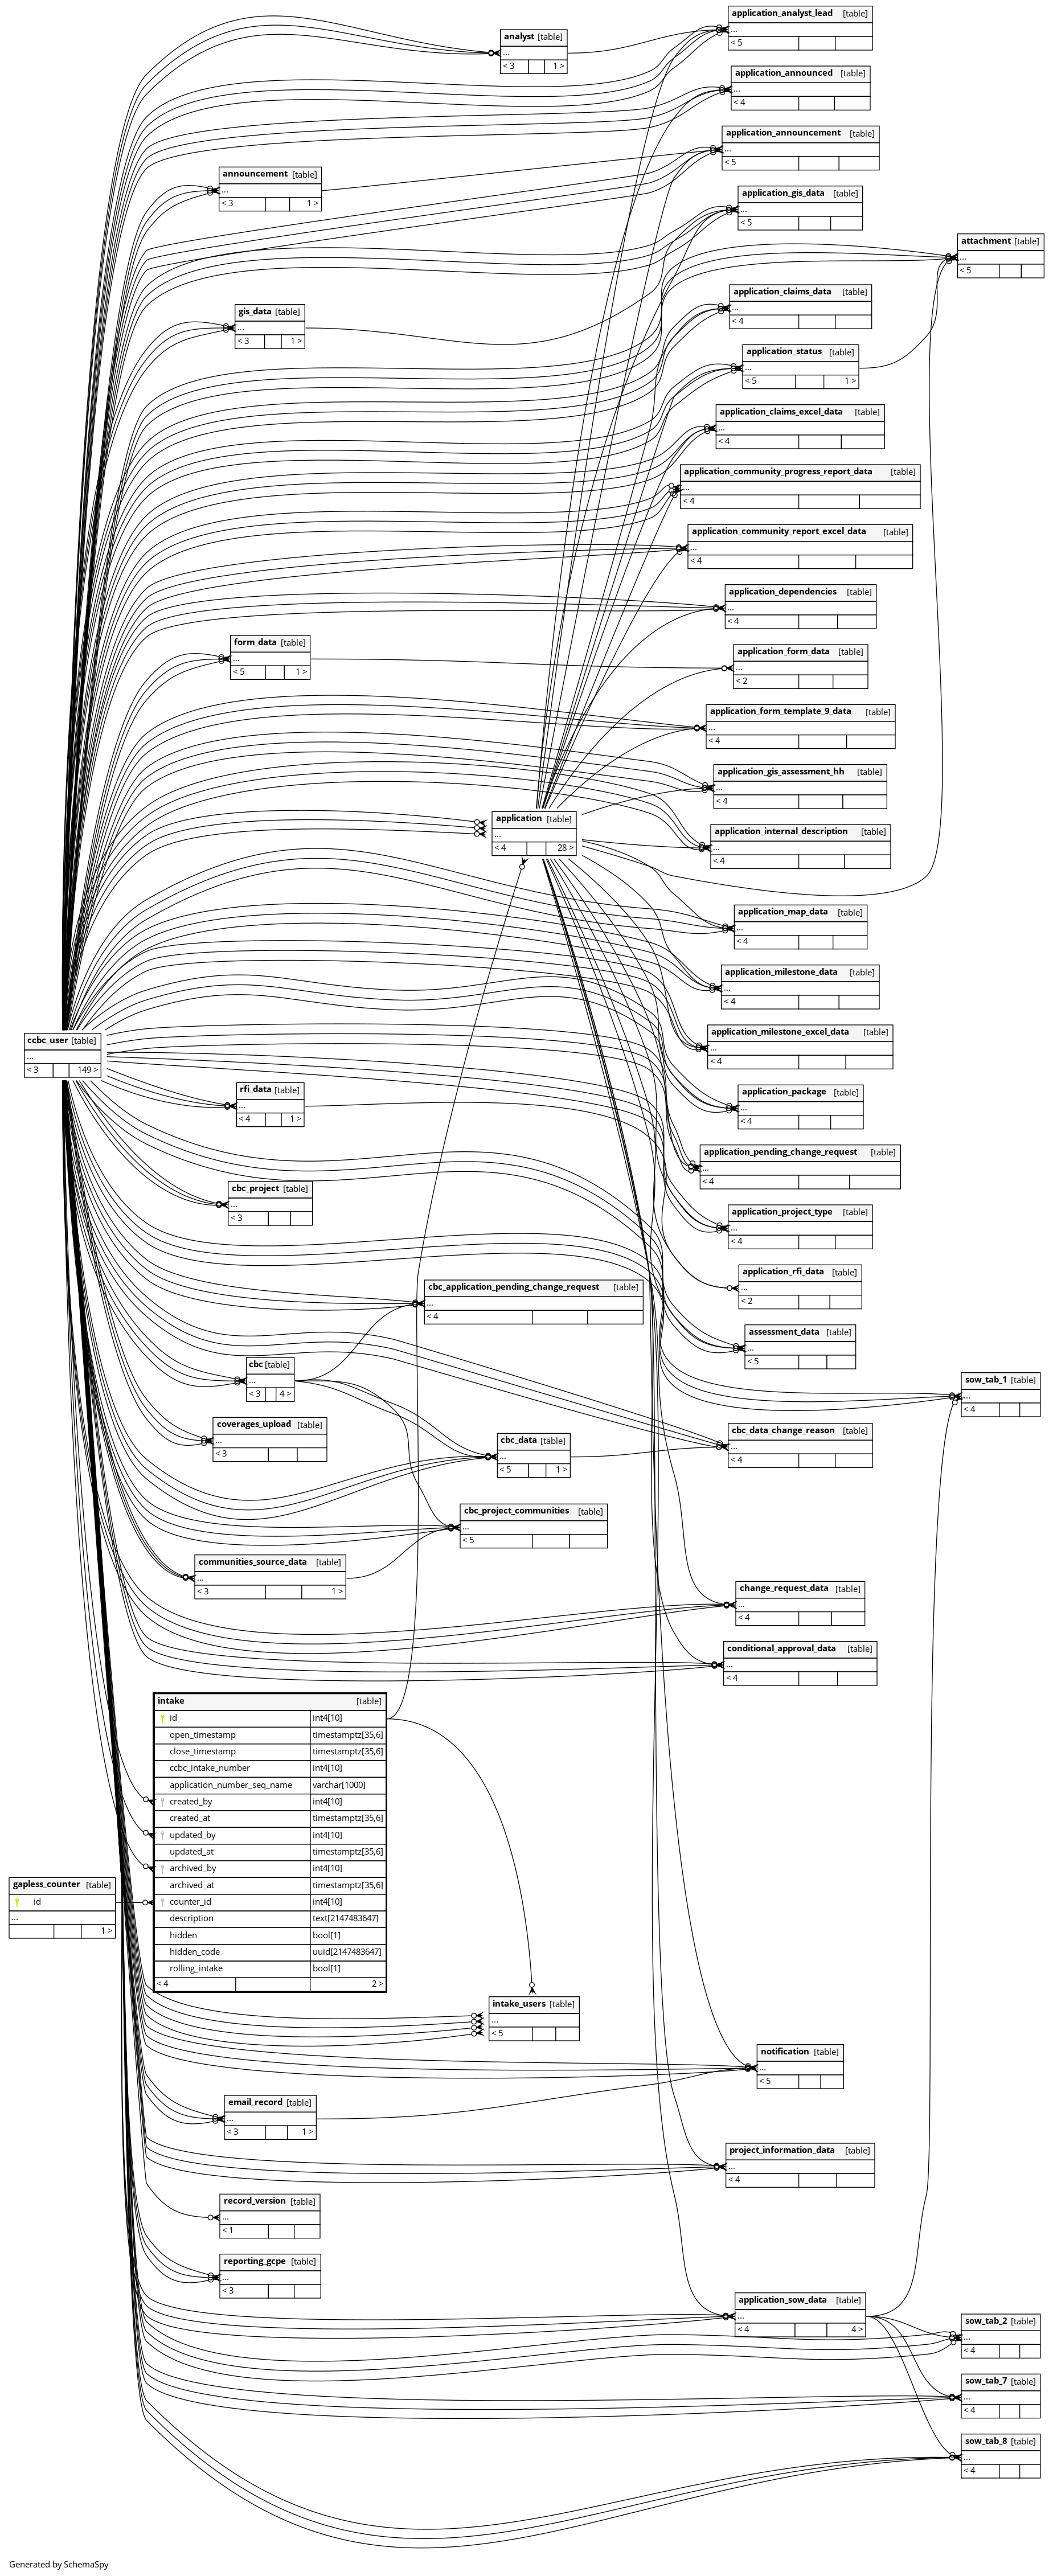 application_analyst_lead [table]
...
< 5
analyst [table]
...
< 3 1 >
application_announced [table]
...
< 4
application_announcement [table]
...
< 5
announcement [table]
...
< 3 1 >
application_gis_data [table]
...
< 5
attachment [table]
...
< 5
application_claims_data [table]
...
< 4
gis_data [table]
...
< 3 1 >
application_status [table]
...
< 5 1 >
application_claims_excel_data [table]
...
< 4
application_community_progress_report_data [table]
...
< 4
application_community_report_excel_data [table]
...
< 4
application_dependencies [table]
...
< 4
form_data [table]
...
< 5 1 >
application_form_data [table]
...
< 2
application_form_template_9_data [table]
...
< 4
application_gis_assessment_hh [table]
...
< 4
application [table]
...
< 4 28 >
application_internal_description [table]
...
< 4
application_map_data [table]
...
< 4
application_milestone_data [table]
...
< 4
application_milestone_excel_data [table]
...
< 4
ccbc_user [table]
...
< 3 149 >
rfi_data [table]
...
< 4 1 >
application_package [table]
...
< 4
application_pending_change_request [table]
...
< 4
cbc_project [table]
...
< 3
application_project_type [table]
...
< 4
application_rfi_data [table]
...
< 2
cbc_application_pending_change_request [table]
...
< 4
assessment_data [table]
...
< 5
cbc [table]
...
< 3 4 >
sow_tab_1 [table]
...
< 4
coverages_upload [table]
...
< 3
cbc_data_change_reason [table]
...
< 4
cbc_data [table]
...
< 5 1 >
cbc_project_communities [table]
...
< 5
communities_source_data [table]
...
< 3 1 >
change_request_data [table]
...
< 4
conditional_approval_data [table]
...
< 4
intake [table]
id int4[10]
open_timestamp timestamptz[35,6]
close_timestamp timestamptz[35,6]
ccbc_intake_number int4[10]
application_number_seq_name varchar[1000]
created_by int4[10]
created_at timestamptz[35,6]
updated_by int4[10]
updated_at timestamptz[35,6]
archived_by int4[10]
archived_at timestamptz[35,6]
counter_id int4[10]
description text[2147483647]
hidden bool[1]
hidden_code uuid[2147483647]
rolling_intake bool[1]
< 4 2 >
gapless_counter [table]
id
...
1 >
intake_users [table]
...
< 5
notification [table]
...
< 5
email_record [table]
...
< 3 1 >
project_information_data [table]
...
< 4
record_version [table]
...
< 1
reporting_gcpe [table]
...
< 3
application_sow_data [table]
...
< 4 4 >
sow_tab_2 [table]
...
< 4
sow_tab_7 [table]
...
< 4
sow_tab_8 [table]
...
< 4
Generated by SchemaSpy